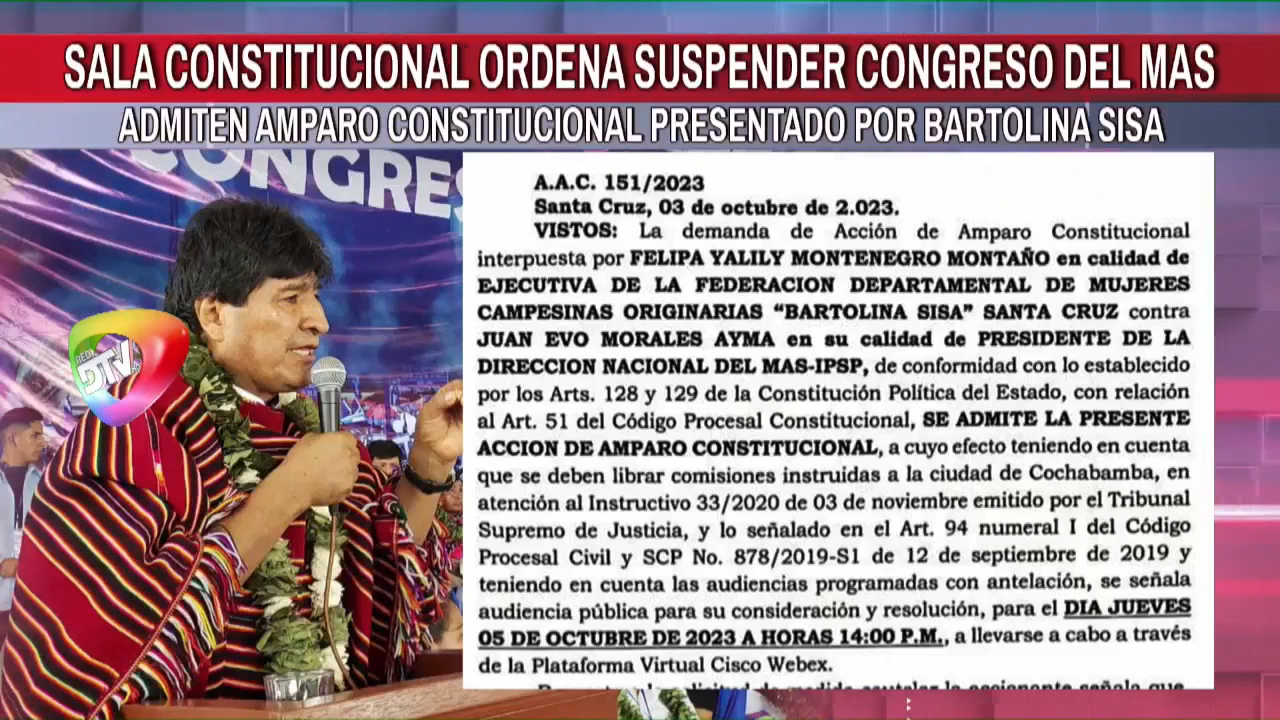 SALA CONSTITUCIONAL ORDENA SUSPENDER CONGRESO DEL MAS
ADMITEN AMPARO CONSTITUCIONAL PRESENTADO POR BARTOLINA SISA
CONGRES
RED
DTV
A.A.C. 151/2023
Santa Cruz, 03 de octubre de 2.023.
VISTOS: La demanda de Acción de Amparo Constitucional
interpuesta por FELIPA YALILY MONTENEGRO MONTAÑO en calidad de
EJECUTIVA DE LA FEDERACION DEPARTAMENTAL DE MUJERES
CAMPESINAS ORIGINARIAS “BARTOLINA SISA” SANTA CRUZ contra
JUAN EVO MORALES AYMA en su calidad de PRESIDENTE DE LA
DIRECCION NACIONAL DEL MAS-IPSP, de conformidad con lo establecido
por los Arts. 128 y 129 de la Constitución Política del Estado, con relación
al Art. 51 del Código Procesal Constitucional, SE ADMITE LA PRESENTE
ACCION DE AMPARO CONSTITUCIONAL, a cuyo efecto teniendo en cuenta
que se deben librar comisiones instruidas a la ciudad de Cochabamba, en
atención al Instructivo 33/2020 de 03 de noviembre emitido por el Tribunal
Supremo de Justicia, y lo señalado en el Art. 94 numeral I del Código
Procesal Civil y SCP No. 878/2019-S1 de 12 de septiembre de 2019 y
teniendo en cuenta las audiencias programadas con antelación, se señala
audiencia pública para su consideración y resolución, para el DIA JUEVES
05 DE OCTUBRE DE 2023 A HORAS 14:00 P.M., a llevarse a cabo a través
de la Plataforma Virtual Cisco Webex.